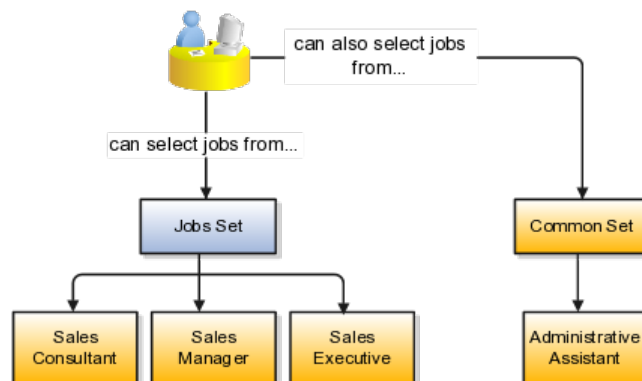 can also select jobs
from...
can select jobs from...
Jobs Set
Common Set
Sales
Consultant
Sales
Manager
Sales
Executive
Administrative
Assistant